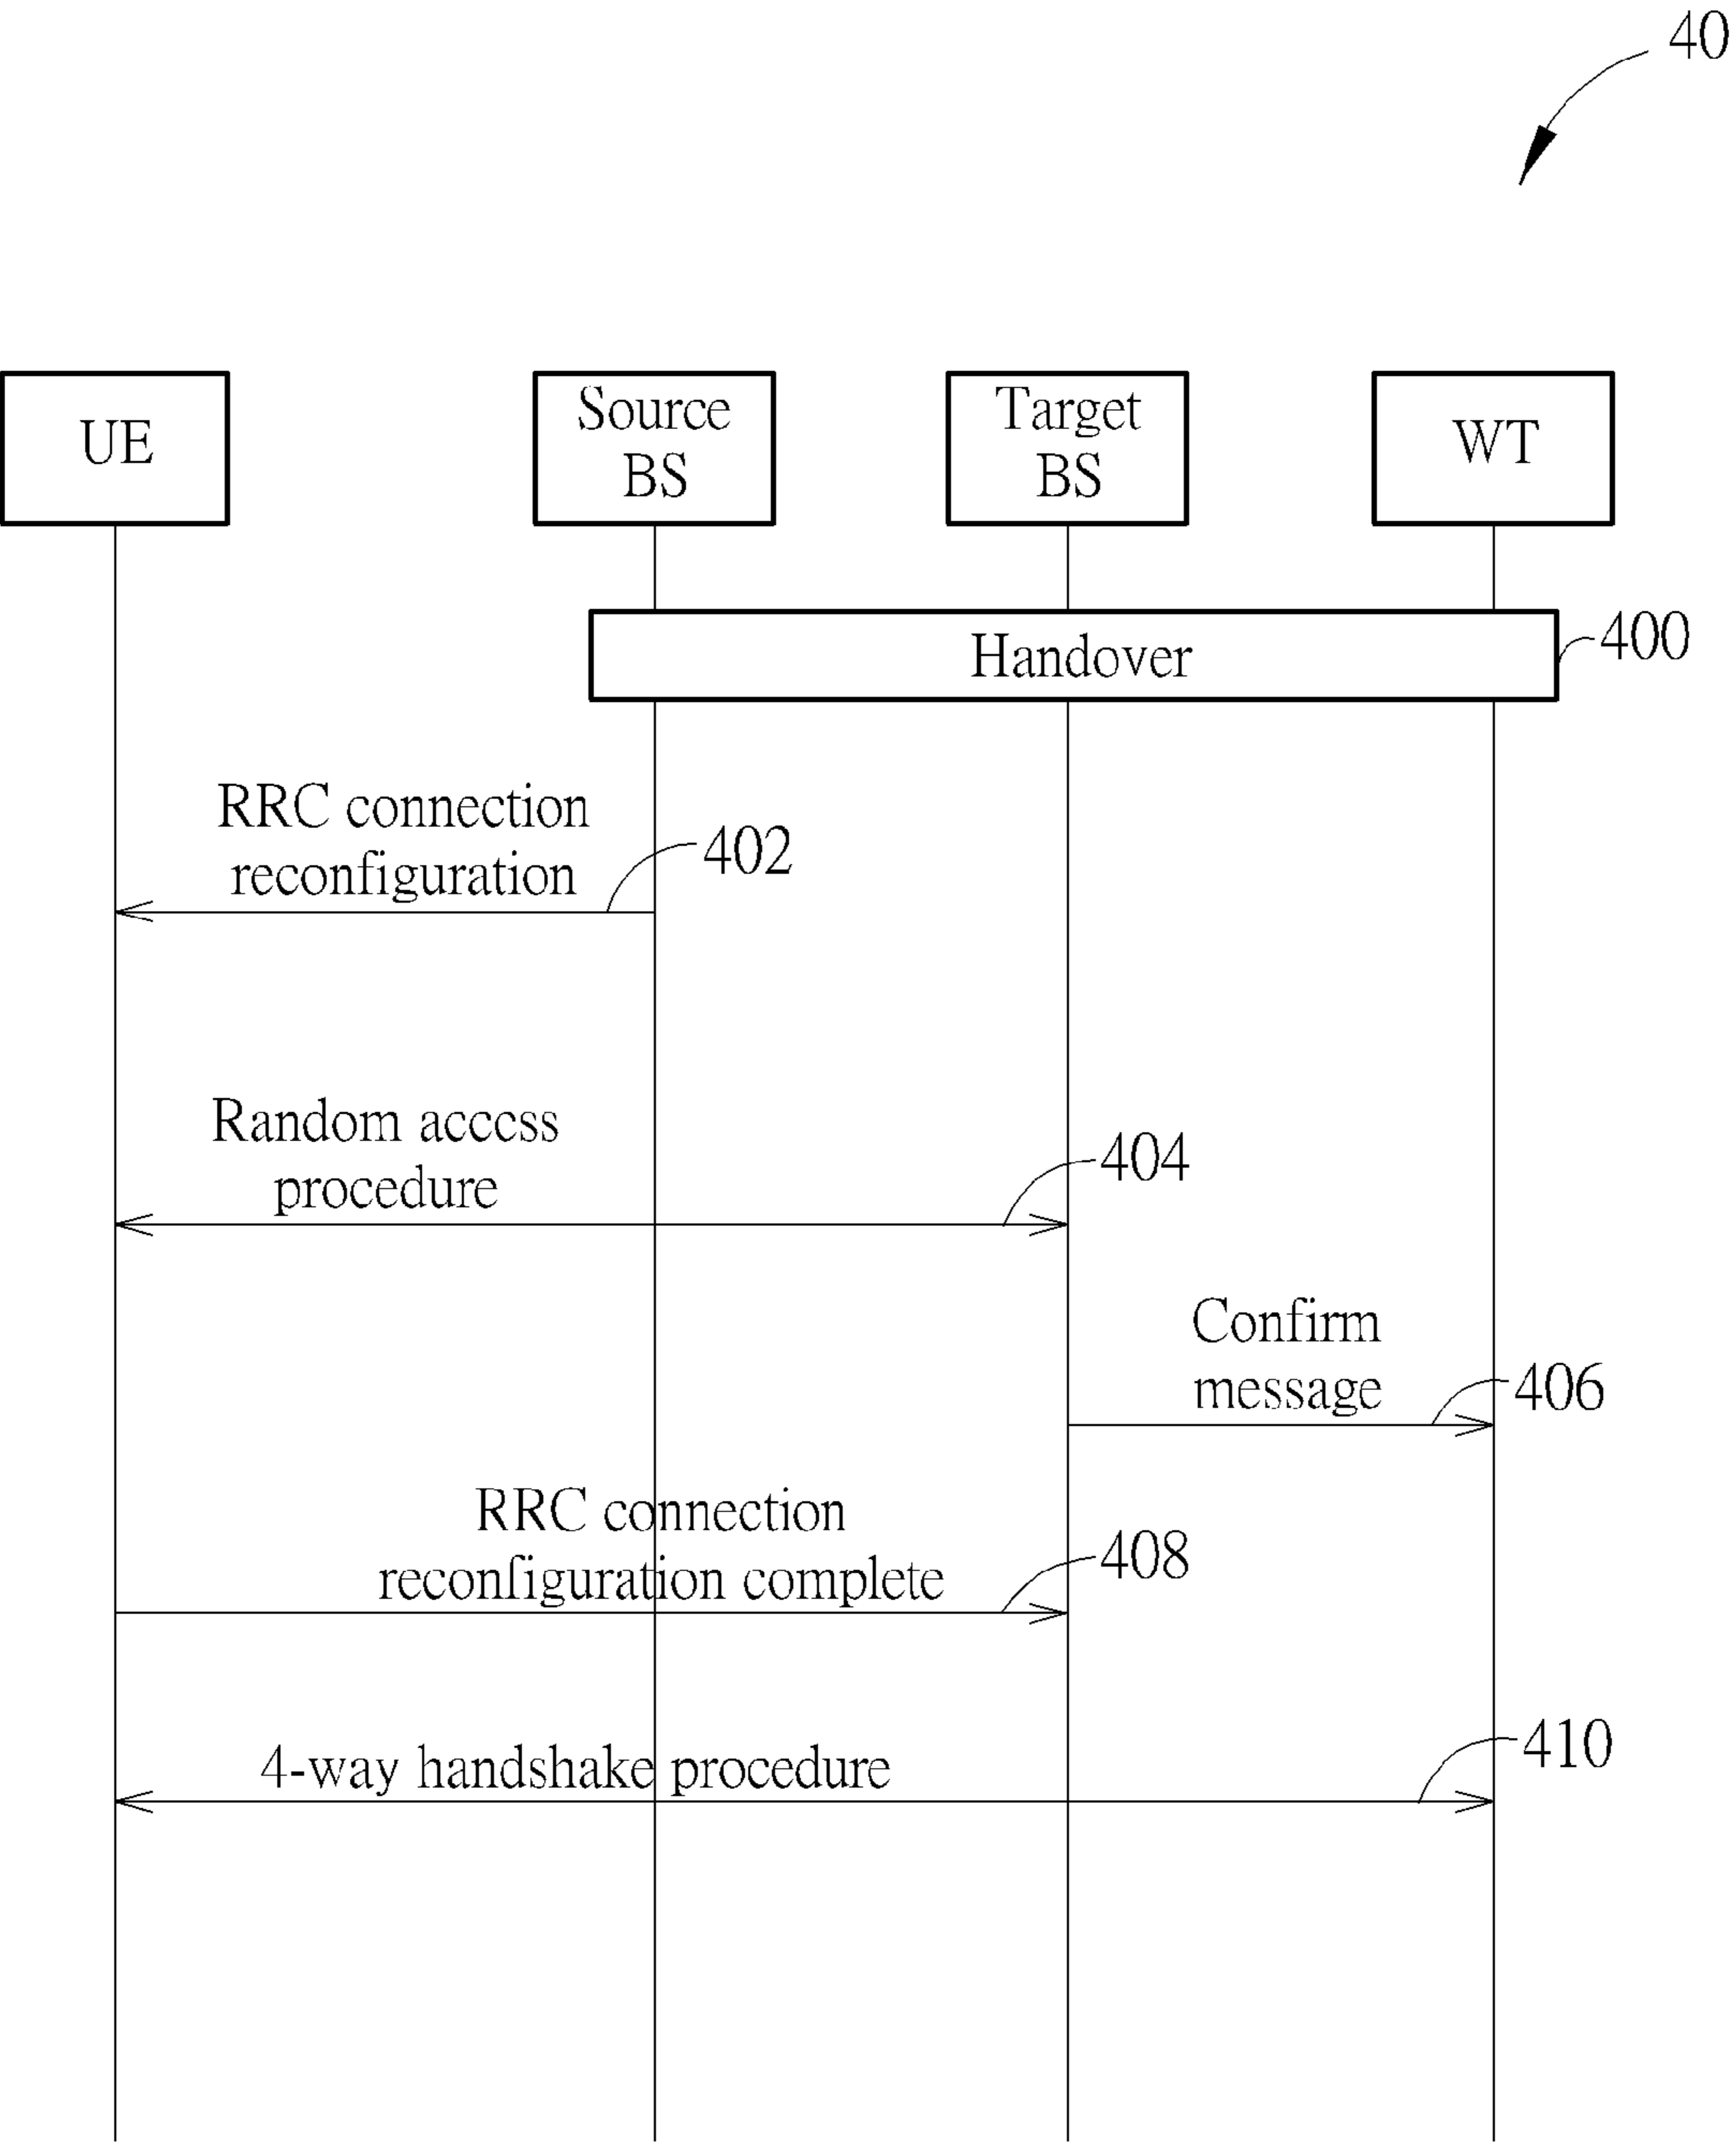 40
UE
Source
BS
Target
BS
WT
Handover
400
RRC connection
reconfiguration
402
Random access
procedure
404
Confirm
message
406
RRC connection
reconfiguration complete
408
4-way handshake procedure
410